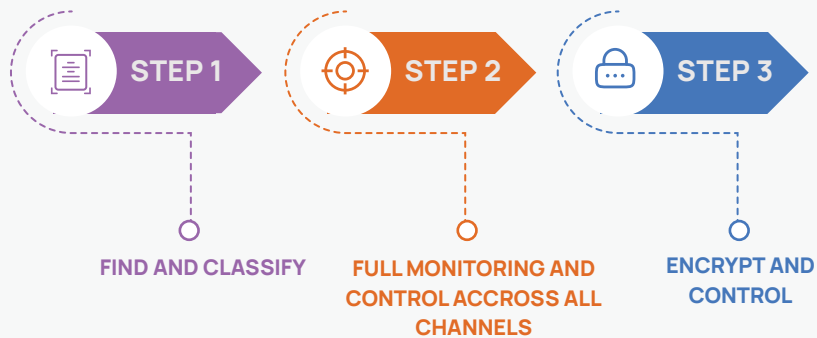 STEP 1
STEP 2
STEP 3
FIND AND CLASSIFY
FULL MONITORING AND
CONTROL ACCROSS ALL
CHANNELS
ENCRYPT AND
CONTROL